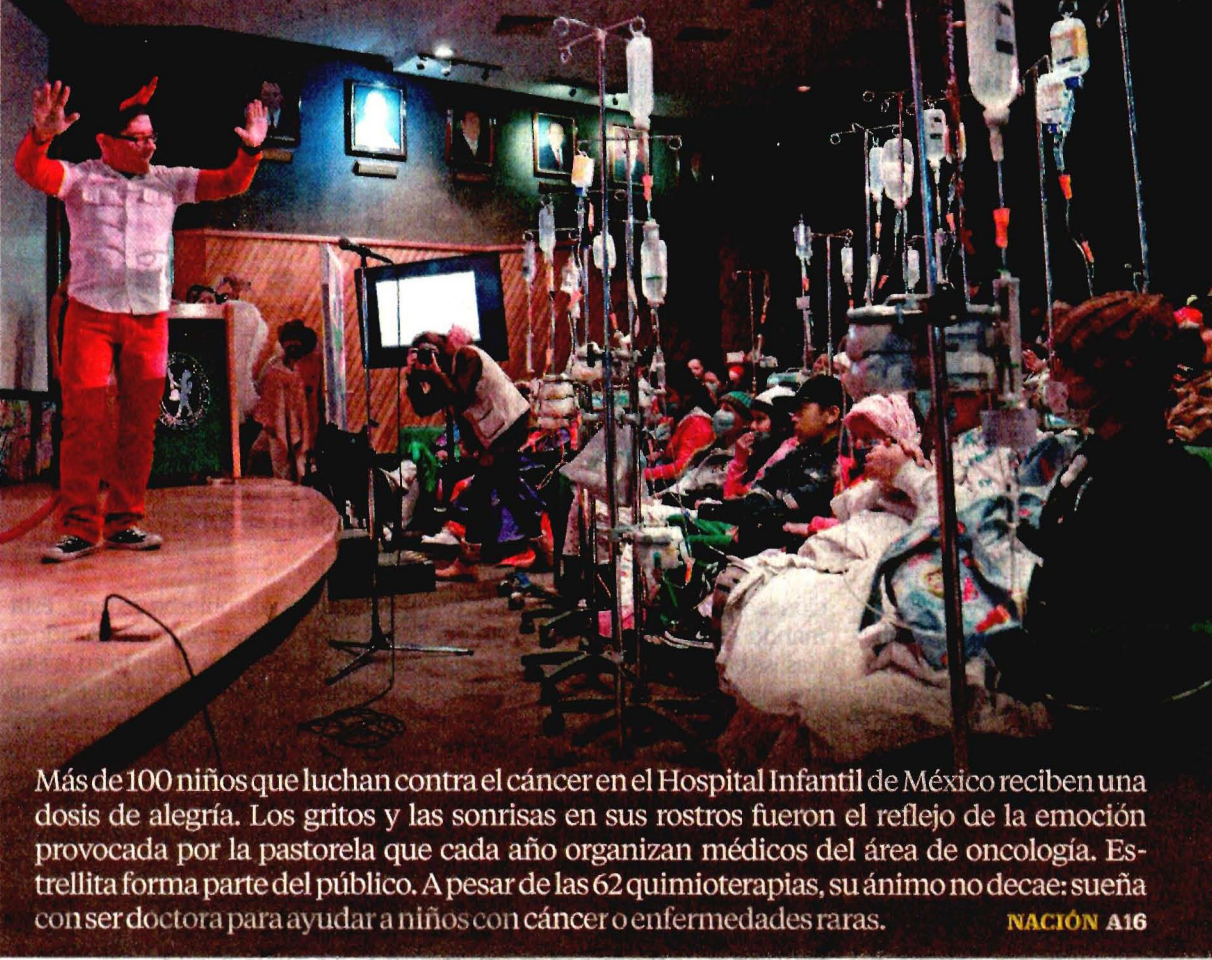 Más de 100 niños que luchan contra el cáncer en el Hospital Infantil de México reciben una
dosis de alegría. Los gritos y las sonrisas en sus rostros fueron el reflejo de la emoción
provocada por la pastorela que cada año organizan médicos del área de oncología. Es-
trellita forma parte del público. A pesar de las 62 quimioterapias, su ánimo no decae: sueña
con ser doctora para ayudar a niños con cáncer o enfermedades raras. NACIÓN A16